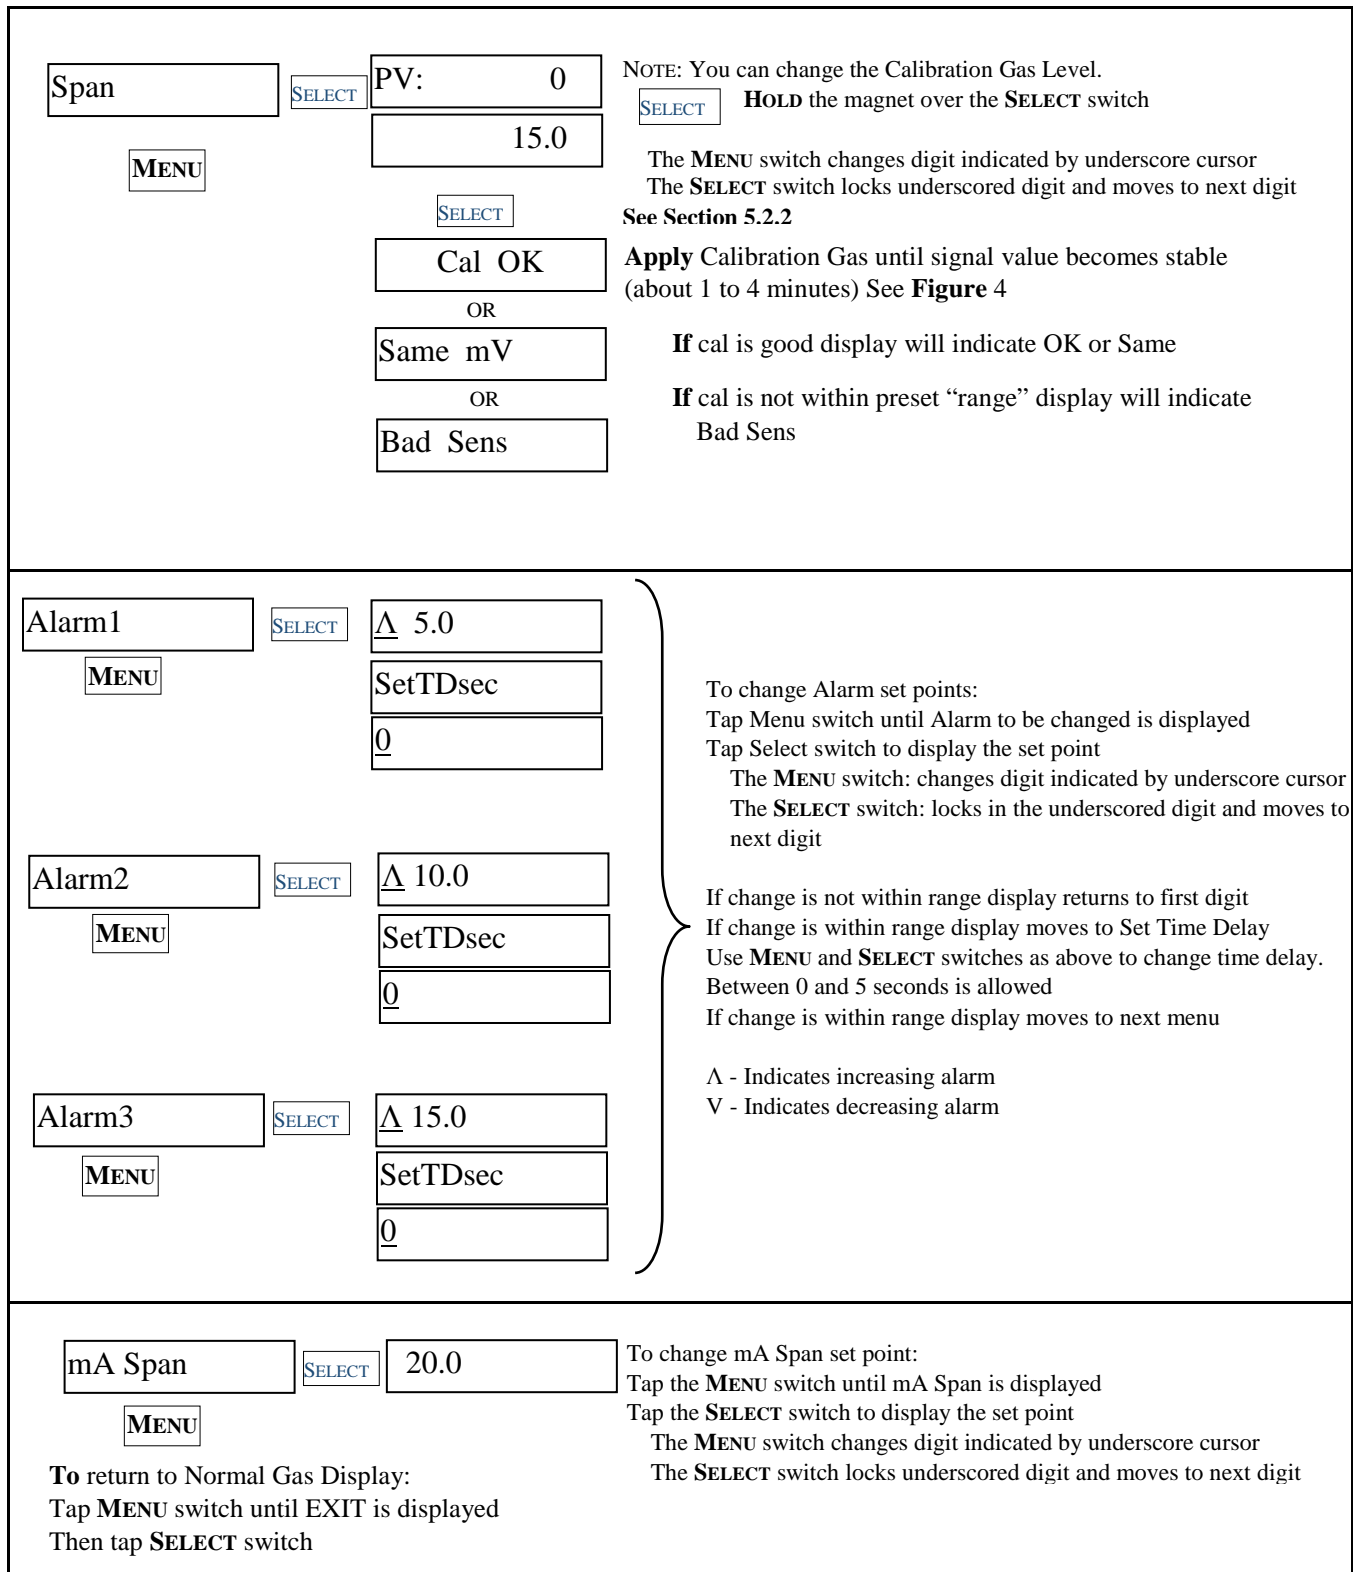 Span
SELECT
PV: 0
15.0
MENU
SELECT
Cal OK
OR
Same mV
OR
Bad Sens
NOTE: You can change the Calibration Gas Level.
SELECT HOLD the magnet over the SELECT switch
The MENU switch changes digit indicated by underscore cursor
The SELECT switch locks underscored digit and moves to next digit
See Section 5.2.2
Apply Calibration Gas until signal value becomes stable
(about 1 to 4 minutes) See Figure 4
If cal is good display will indicate OK or Same
If cal is not within preset “range” display will indicate
Bad Sens
Alarm1
SELECT
Λ 5.0
MENU
SetTDsec
0
Alarm2
SELECT
Λ 10.0
MENU
SetTDsec
0
Alarm3
SELECT
Λ 15.0
MENU
SetTDsec
0
To change Alarm set points:
Tap Menu switch until Alarm to be changed is displayed
Tap Select switch to display the set point
The MENU switch: changes digit indicated by underscore cursor
The SELECT switch: locks in the underscored digit and moves to
next digit
If change is not within range display returns to first digit
If change is within range display moves to Set Time Delay
Use MENU and SELECT switches as above to change time delay.
Between 0 and 5 seconds is allowed
If change is within range display moves to next menu
Λ - Indicates increasing alarm
V - Indicates decreasing alarm
mA Span
SELECT
20.0
MENU
To return to Normal Gas Display:
Tap MENU switch until EXIT is displayed
Then tap SELECT switch
To change mA Span set point:
Tap the MENU switch until mA Span is displayed
Tap the SELECT switch to display the set point
The MENU switch changes digit indicated by underscore cursor
The SELECT switch locks underscored digit and moves to next digit